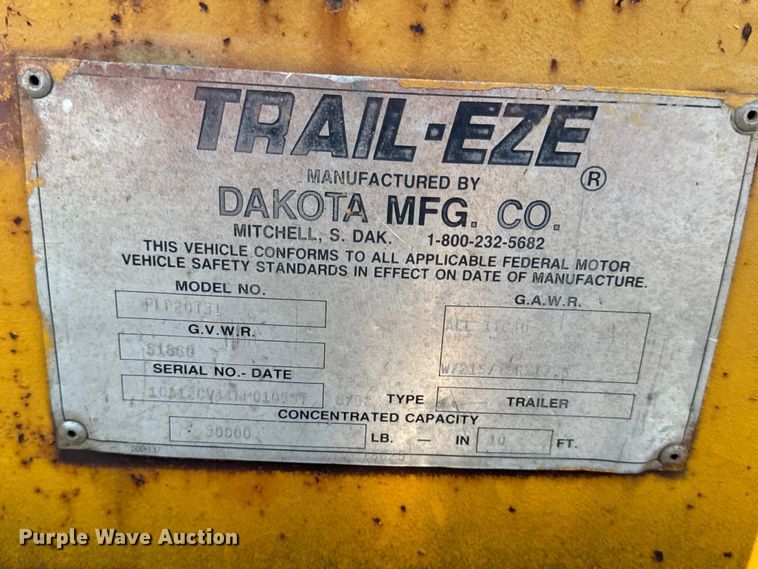 TRAIL-EZE®
MANUFACTURED BY
DAKOTA MFG. CO.
MITCHELL, S. DAK. 1-800-232-5682
THIS VEHICLE CONFORMS TO ALL APPLICABLE FEDERAL MOTOR
VEHICLE SAFETY STANDARDS IN EFFECT ON DATE OF MANUFACTURE.
MODEL NO. G.A.W.R.
G.V.W.R.
51860
SERIAL NO.- DATE
TYPE TRAILER
CONCENTRATED CAPACITY
30000 LB. — IN 10 FT.
Purple Wave Auction